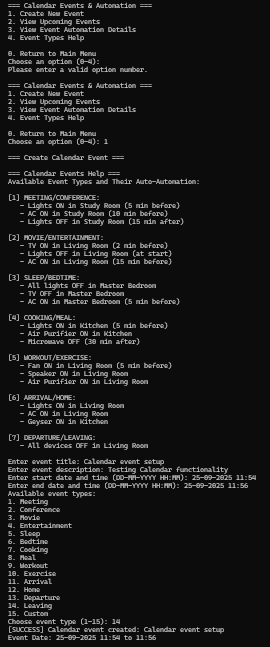 === Calendar Events & Automation ===
1. Create New Event
2. View Upcoming Events
3. View Event Automation Details
4. Event Types Help

0. Return to Main Menu
Choose an option (0-4):
Please enter a valid option number.

=== Calendar Events & Automation ===
1. Create New Event
2. View Upcoming Events
3. View Event Automation Details
4. Event Types Help

0. Return to Main Menu
Choose an option (0-4): 1

=== Create Calendar Event ===

=== Calendar Events Help ===
Available Event Types and Their Auto-Automation:

[1] MEETING/CONFERENCE:
- Lights ON in Study Room (5 min before)
- AC ON in Study Room (10 min before)
- Lights OFF in Study Room (15 min after)

[2] MOVIE/ENTERTAINMENT:
- TV ON in Living Room (2 min before)
- Lights OFF in Living Room (at start)
- AC ON in Living Room (15 min before)

[3] SLEEP/BEDTIME:
- All lights OFF in Master Bedroom
- TV OFF in Master Bedroom
- AC ON in Master Bedroom (5 min before)

[4] COOKING/MEAL:
- Lights ON in Kitchen (5 min before)
- Air Purifier ON in Kitchen
- Microwave OFF (30 min after)

[5] WORKOUT/EXERCISE:
- Fan ON in Living Room (5 min before)
- Speaker ON in Living Room
- Air Purifier ON in Living Room

[6] ARRIVAL/HOME:
- Lights ON in Living Room
- AC ON in Living Room
- Geyser ON in Kitchen

[7] DEPARTURE/LEAVING:
- All devices OFF in Living Room

Enter event title: Calendar event setup
Enter event description: Testing Calendar functionality
Enter start date and time (DD-MM-YYYY HH:MM): 25-09-2025 11:54
Enter end date and time (DD-MM-YYYY HH:MM): 25-09-2025 11:56
Available event types:
1. Meeting
2. Conference
3. Movie
4. Entertainment
5. Sleep
6. Bedtime
7. Cooking
8. Meal
9. Workout
10. Exercise
11. Arrival
12. Home
13. Departure
14. Leaving
15. Custom
Choose event type (1-15): 14
[SUCCESS] Calendar event created: Calendar event setup
Event Date: 25-09-2025 11:54 to 11:56